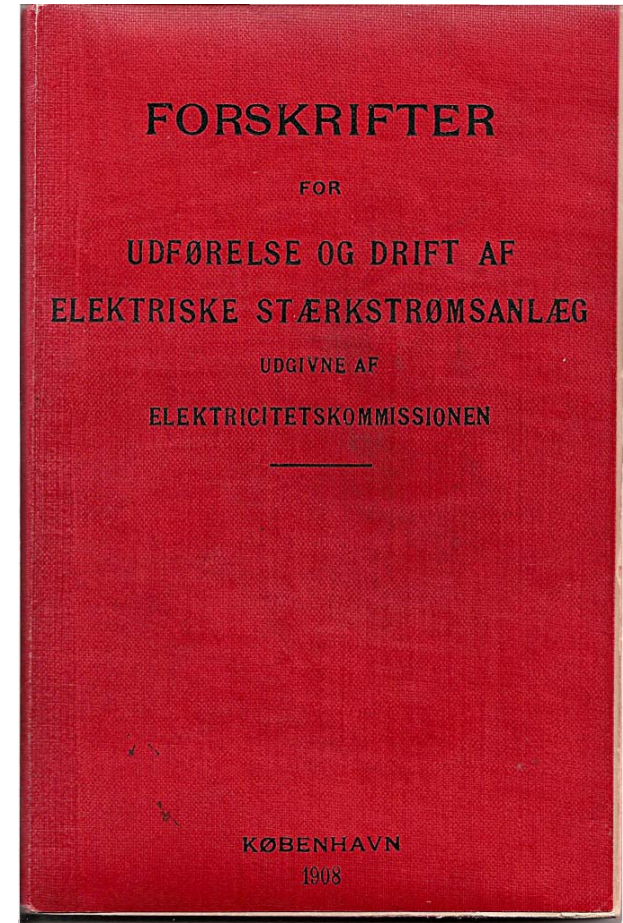 FORSKRIFTER
FOR
UDFØRELSE OG DRIFT AF
ELEKTRISKE STÆRKSTRØMSANLÆG
UDGIVNE AF
ELEKTRICITETSKOMMISSIONEN
KØBENHAVN
1908